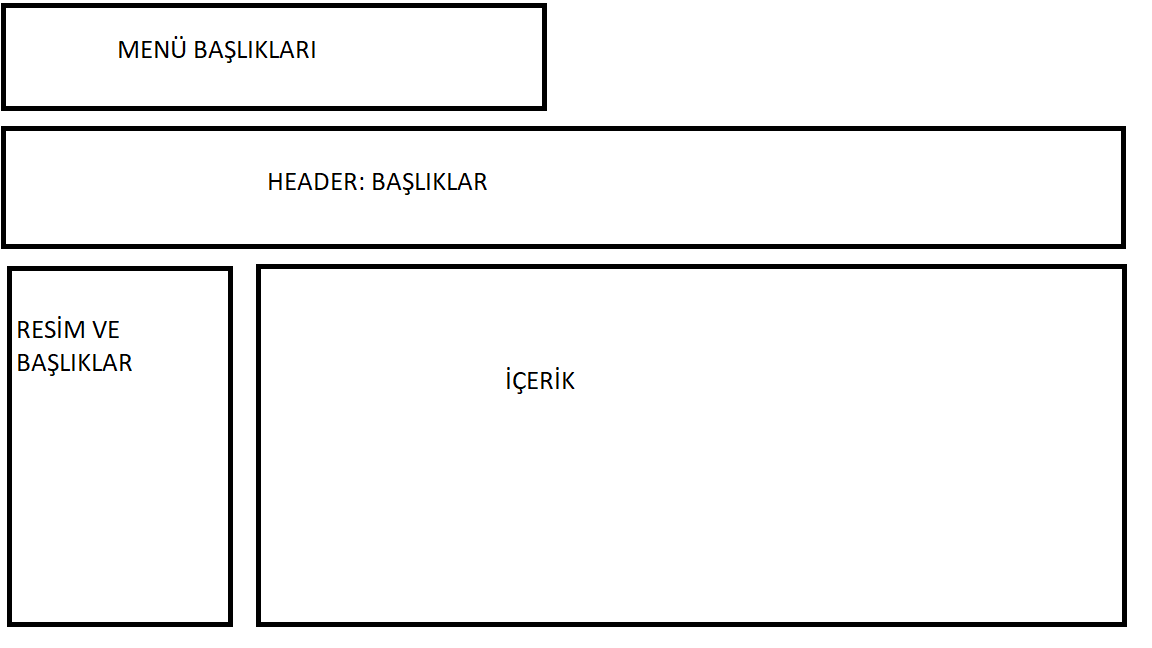 MENÜ BAŞLIKLARI
HEADER: BAŞLIKLAR
RESİM VE
BAŞLIKLAR
İÇERİK